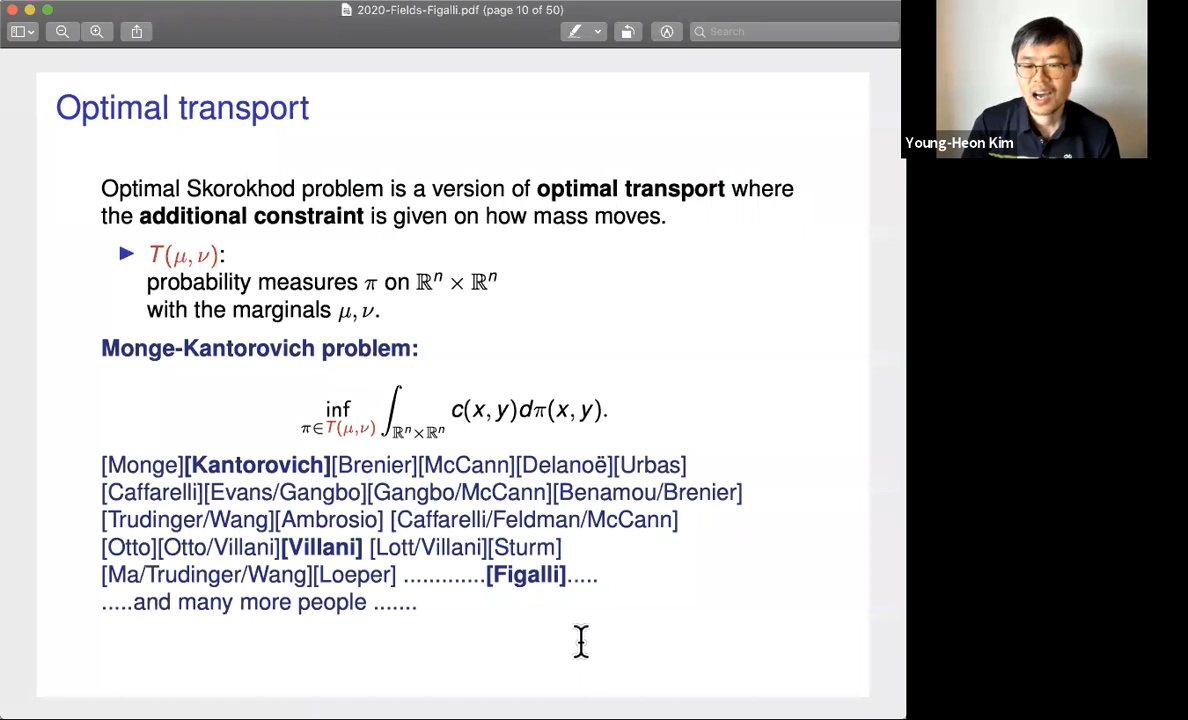 2020-Fields-Figalli.pdf (page 10 of 50)
Search
Young-Heon Kim
Optimal transport
Optimal Skorokhod problem is a version of optimal transport where
the additional constraint is given on how mass moves.
▶ T(μ, ν):
probability measures π on ℝⁿ × ℝⁿ
with the marginals μ, ν.
Monge-Kantorovich problem:
inf_{π∈T(μ,ν)} ∫_{ℝⁿ×ℝⁿ} c(x, y)dπ(x, y).
[Monge][Kantorovich][Brenier][McCann][Delanoë][Urbas]
[Caffarelli][Evans/Gangbo][Gangbo/McCann][Benamou/Brenier]
[Trudinger/Wang][Ambrosio] [Caffarelli/Feldman/McCann]
[Otto][Otto/Villani][Villani] [Lott/Villani][Sturm]
[Ma/Trudinger/Wang][Loeper] .............[Figalli].....
.....and many more people .......